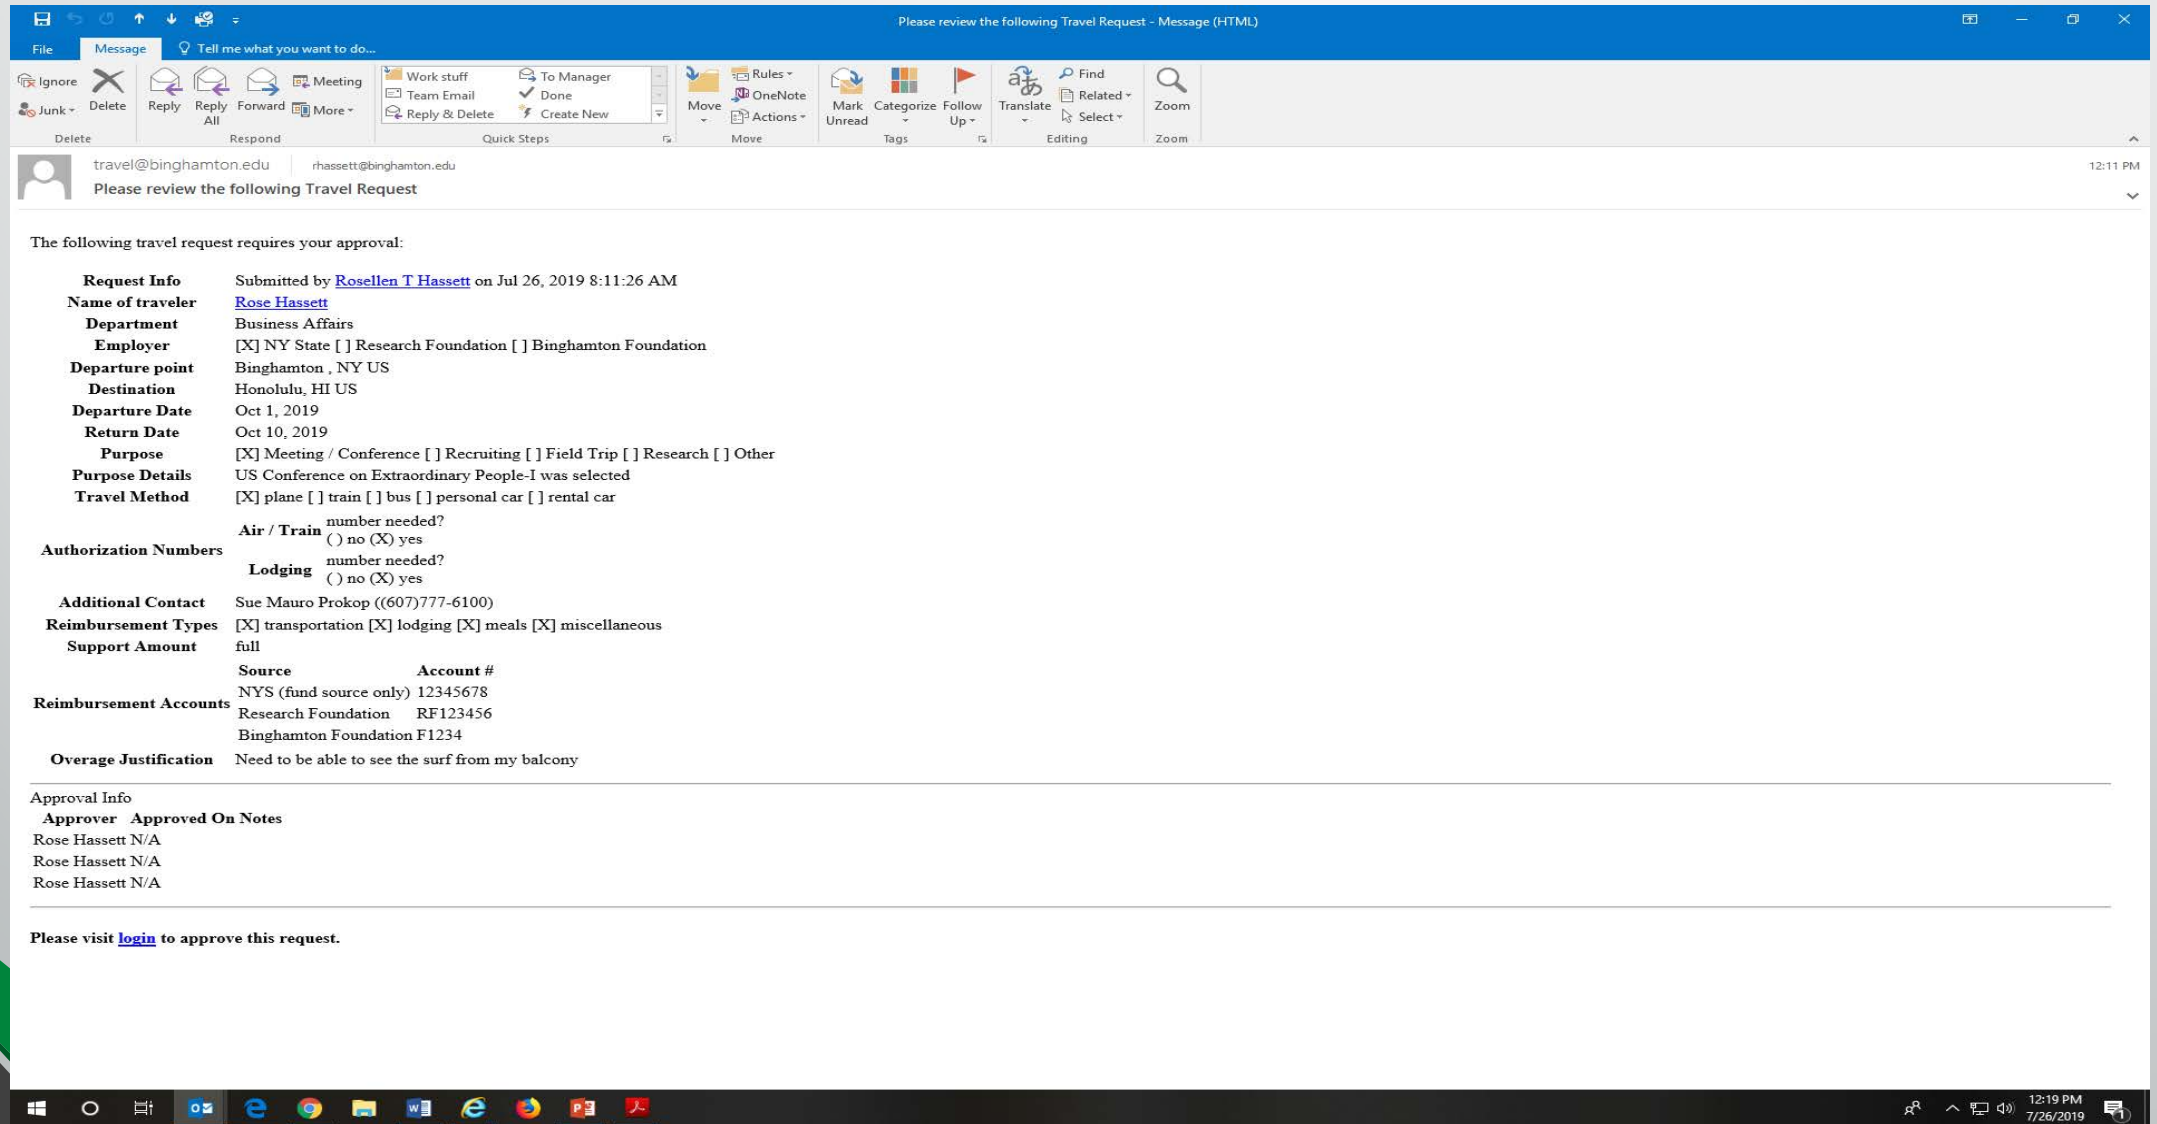 Please review the following Travel Request - Message (HTML)
File Message Tell me what you want to do...
Ignore
Junk
Delete
Reply
Reply All
Forward
Meeting
More
Work stuff
Team Email
Reply & Delete
To Manager
Done
Create New
Move
Rules
OneNote
Actions
Mark Unread
Categorize
Follow Up
Translate
Find
Related
Select
Zoom
Delete Respond Quick Steps Move Tags Editing Zoom
travel@binghamton.edu rhassett@binghamton.edu
12:11 PM
Please review the following Travel Request
The following travel request requires your approval:
Request Info Submitted by Rosellen T Hassett on Jul 26, 2019 8:11:26 AM
Name of traveler Rose Hassett
Department Business Affairs
Employer [X] NY State [ ] Research Foundation [ ] Binghamton Foundation
Departure point Binghamton , NY US
Destination Honolulu, HI US
Departure Date Oct 1, 2019
Return Date Oct 10, 2019
Purpose [X] Meeting / Conference [ ] Recruiting [ ] Field Trip [ ] Research [ ] Other
Purpose Details US Conference on Extraordinary People-I was selected
Travel Method [X] plane [ ] train [ ] bus [ ] personal car [ ] rental car
Authorization Numbers
Air / Train number needed?
( ) no (X) yes
Lodging number needed?
( ) no (X) yes
Additional Contact Sue Mauro Prokop ((607)777-6100)
Reimbursement Types [X] transportation [X] lodging [X] meals [X] miscellaneous
Support Amount full
Reimbursement Accounts
Source Account #
NYS (fund source only) 12345678
Research Foundation RF123456
Binghamton Foundation F1234
Overage Justification Need to be able to see the surf from my balcony
Approval Info
Approver Approved On Notes
Rose Hassett N/A
Rose Hassett N/A
Rose Hassett N/A
Please visit login to approve this request.
12:19 PM
7/26/2019